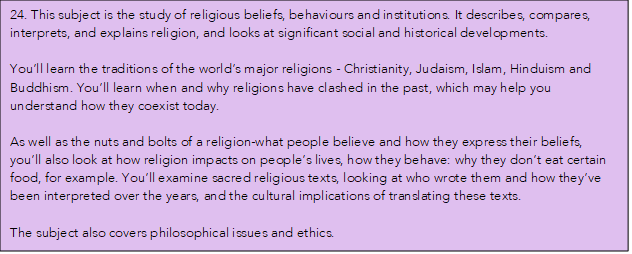 24. This subject is the study of religious beliefs, behaviours and institutions. It describes, compares,
interprets, and explains religion, and looks at significant social and historical developments.
You'll learn the traditions of the world's major religions - Christianity, Judaism, Islam, Hinduism and
Buddhism. You'll learn when and why religions have clashed in the past, which may help you
understand how they coexist today.
As well as the nuts and bolts of a religion-what people believe and how they express their beliefs,
you'll also look at how religion impacts on people's lives, how they behave: why they don't eat certain
food, for example. You'll examine sacred religious texts, looking at who wrote them and how they've
been interpreted over the years, and the cultural implications of translating these texts.
The subject also covers philosophical issues and ethics.